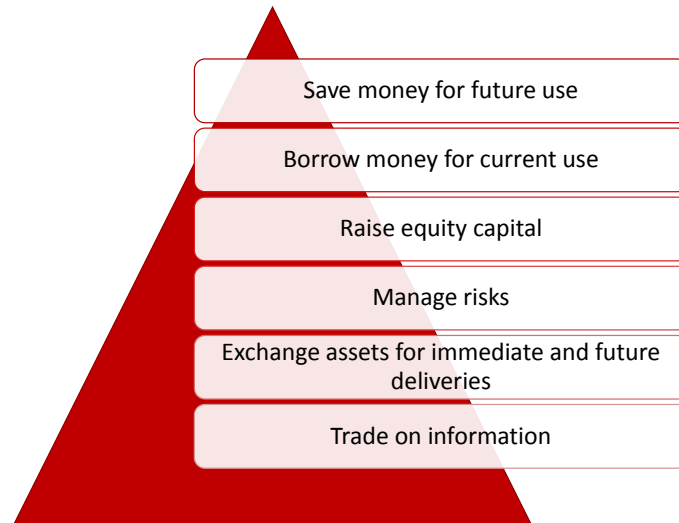 Save money for future use
Borrow money for current use
Raise equity capital
Manage risks
Exchange assets for immediate and future
deliveries
Trade on information